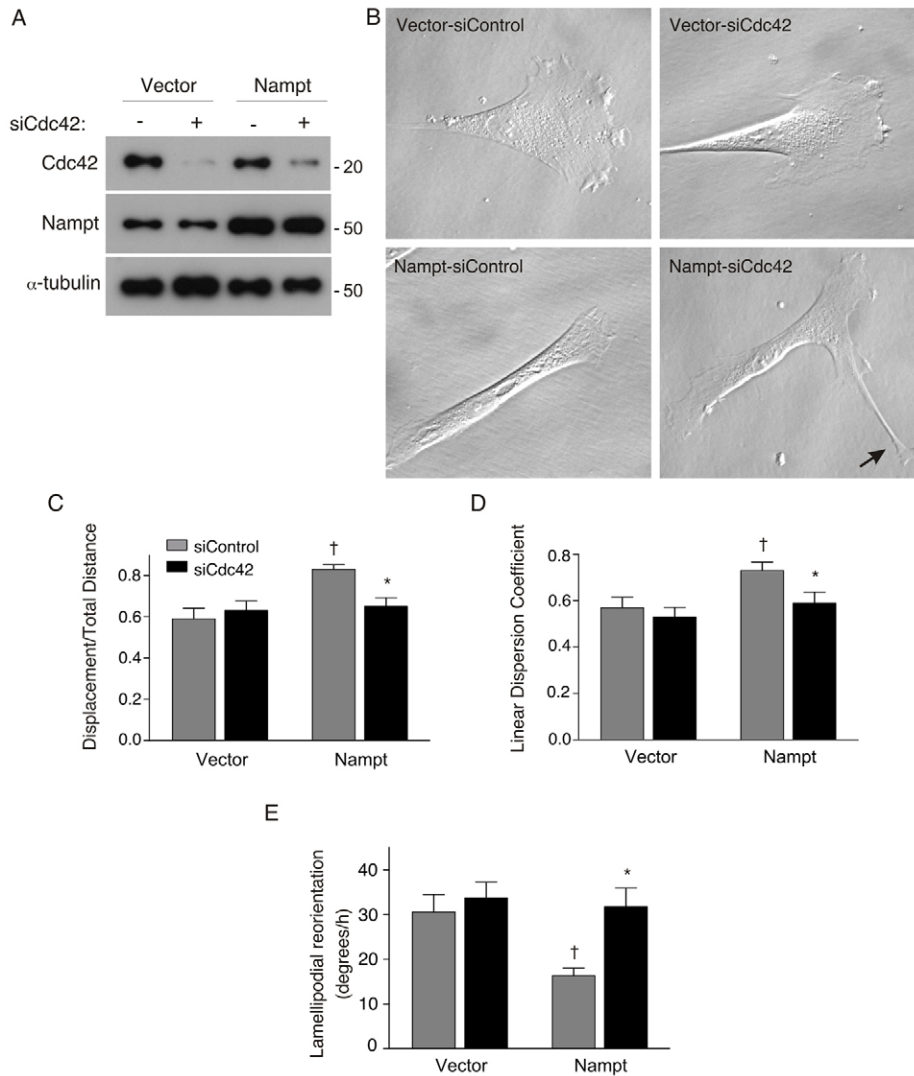 A
Vector Nampt
siCdc42: - + - +
Cdc42 - 20
Nampt - 50
α-tubulin - 50
B
Vector-siControl
Vector-siCdc42
Nampt-siControl
Nampt-siCdc42
C
Displacement/Total Distance
siControl
siCdc42
0.8
0.6
0.4
0.2
0.0
†
*
Vector Nampt
D
Linear Dispersion Coefficient
0.8
0.6
0.4
0.2
0.0
†
*
Vector Nampt
E
Lamellipodial reorientation
(degrees/h)
40
30
20
10
0
†
*
Vector Nampt